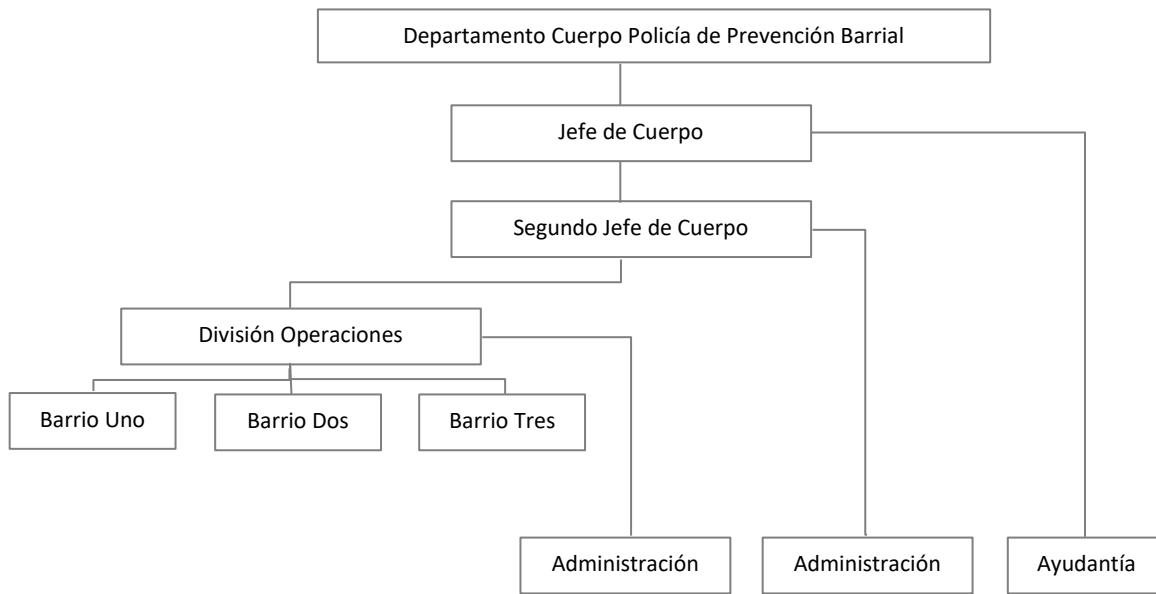 Departamento Cuerpo Policía de Prevención Barrial
Jefe de Cuerpo
Segundo Jefe de Cuerpo
División Operaciones
Barrio Uno
Barrio Dos
Barrio Tres
Administración
Administración
Ayudantía